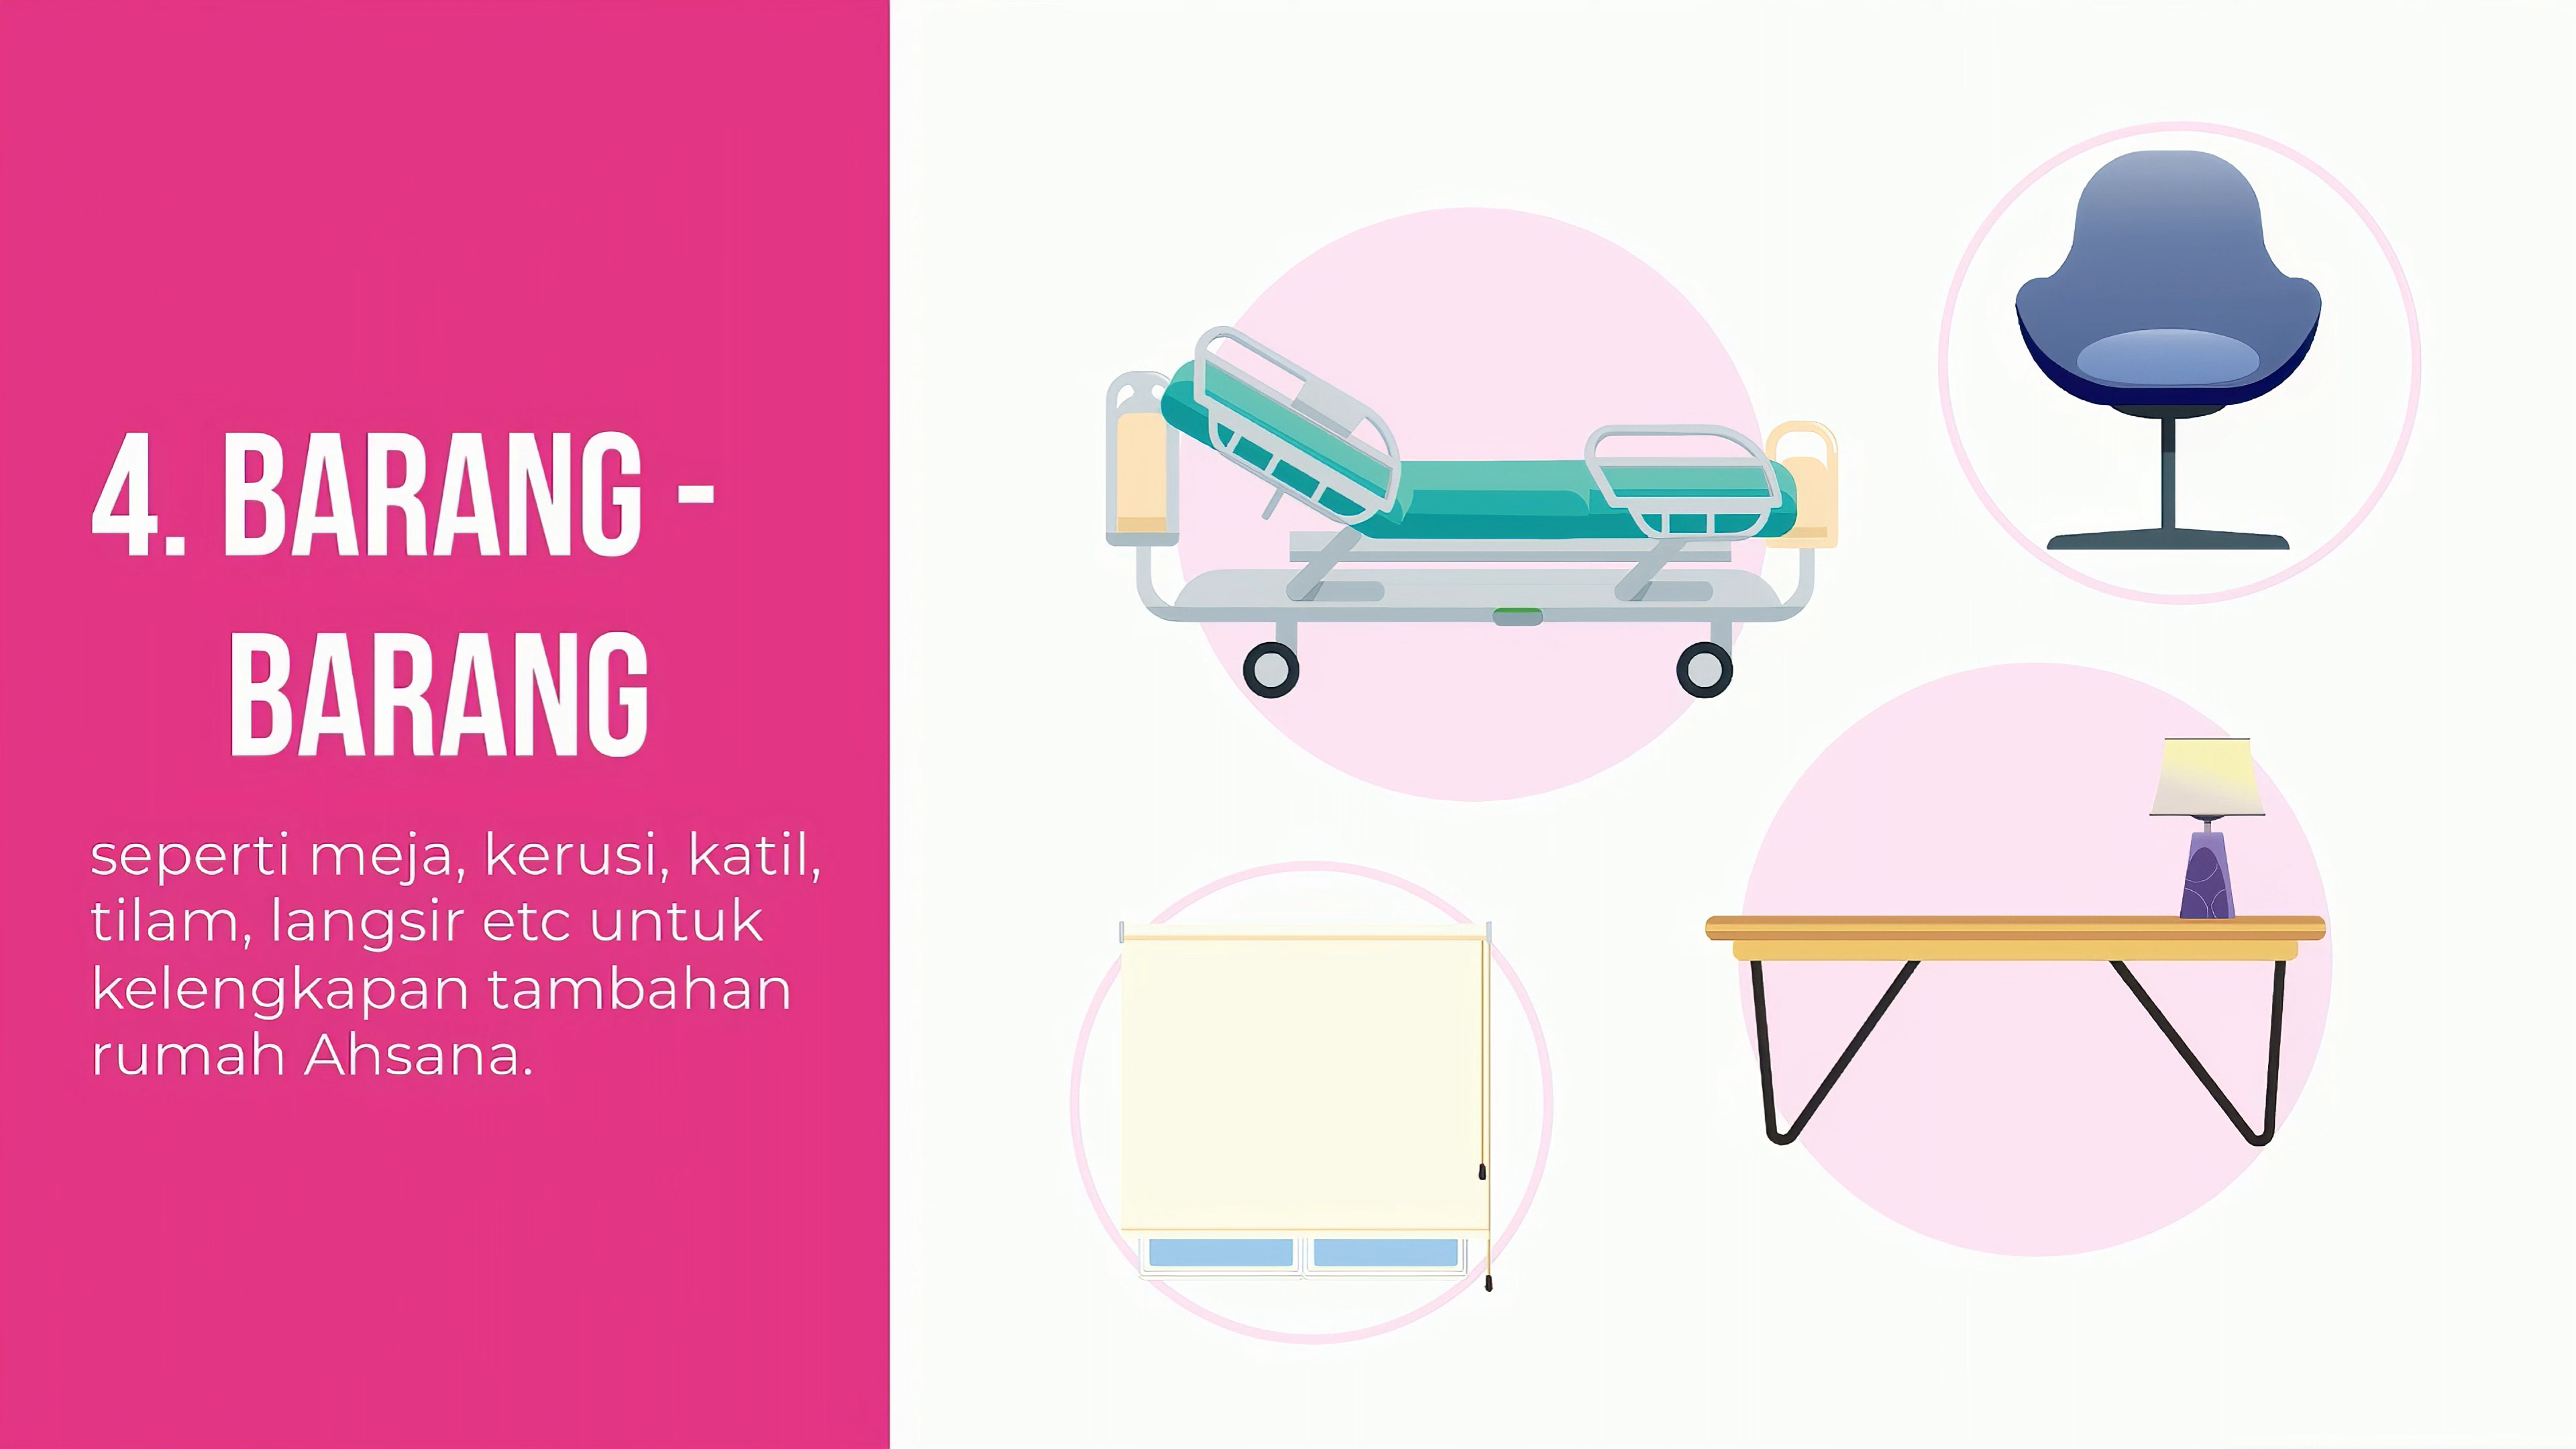 4. BARANG -
BARANG
seperti meja, kerusi, katil,
tilam, langsir etc untuk
kelengkapan tambahan
rumah Ahsana.